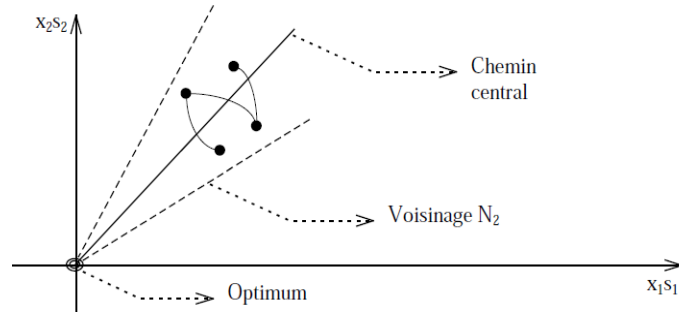 x₂s₂
Chemin
central
Voisinage N₂
x₁s₁
Optimum